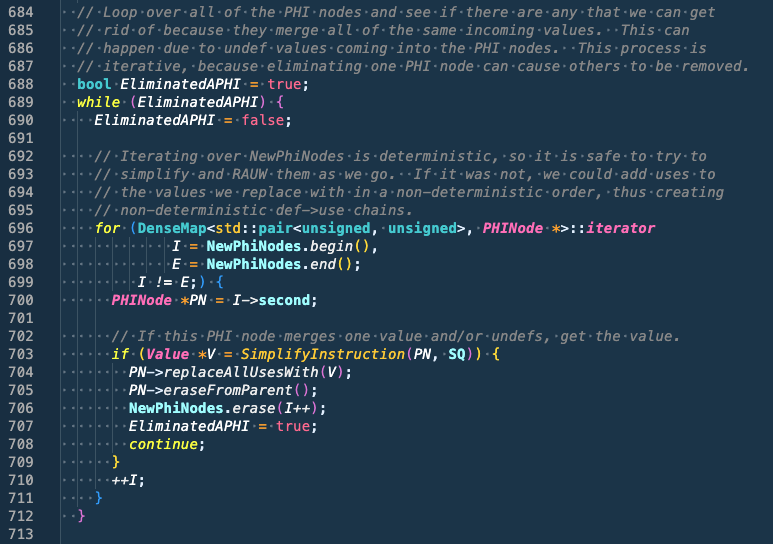 684 // Loop over all of the PHI nodes and see if there are any that we can get
685 // rid of because they merge all of the same incoming values.  This can
686 // happen due to undef values coming into the PHI nodes.  This process is
687 // iterative, because eliminating one PHI node can cause others to be removed.
688 bool EliminatedAPHI = true;
689 while (EliminatedAPHI) {
690 EliminatedAPHI = false;
691
692 // Iterating over NewPhiNodes is deterministic, so it is safe to try to
693 // simplify and RAUW them as we go.  If it was not, we could add uses to
694 // the values we replace with in a non-deterministic order, thus creating
695 // non-deterministic def->use chains.
696 for (DenseMap<std::pair<unsigned, unsigned>, PHINode *>::iterator
697 I = NewPhiNodes.begin(),
698 E = NewPhiNodes.end();
699 I != E;) {
700 PHINode *PN = I->second;
701
702 // If this PHI node merges one value and/or undefs, get the value.
703 if (Value *V = SimplifyInstruction(PN, SQ)) {
704 PN->replaceAllUsesWith(V);
705 PN->eraseFromParent();
706 NewPhiNodes.erase(I++);
707 EliminatedAPHI = true;
708 continue;
709 }
710 ++I;
711 }
712 }
713